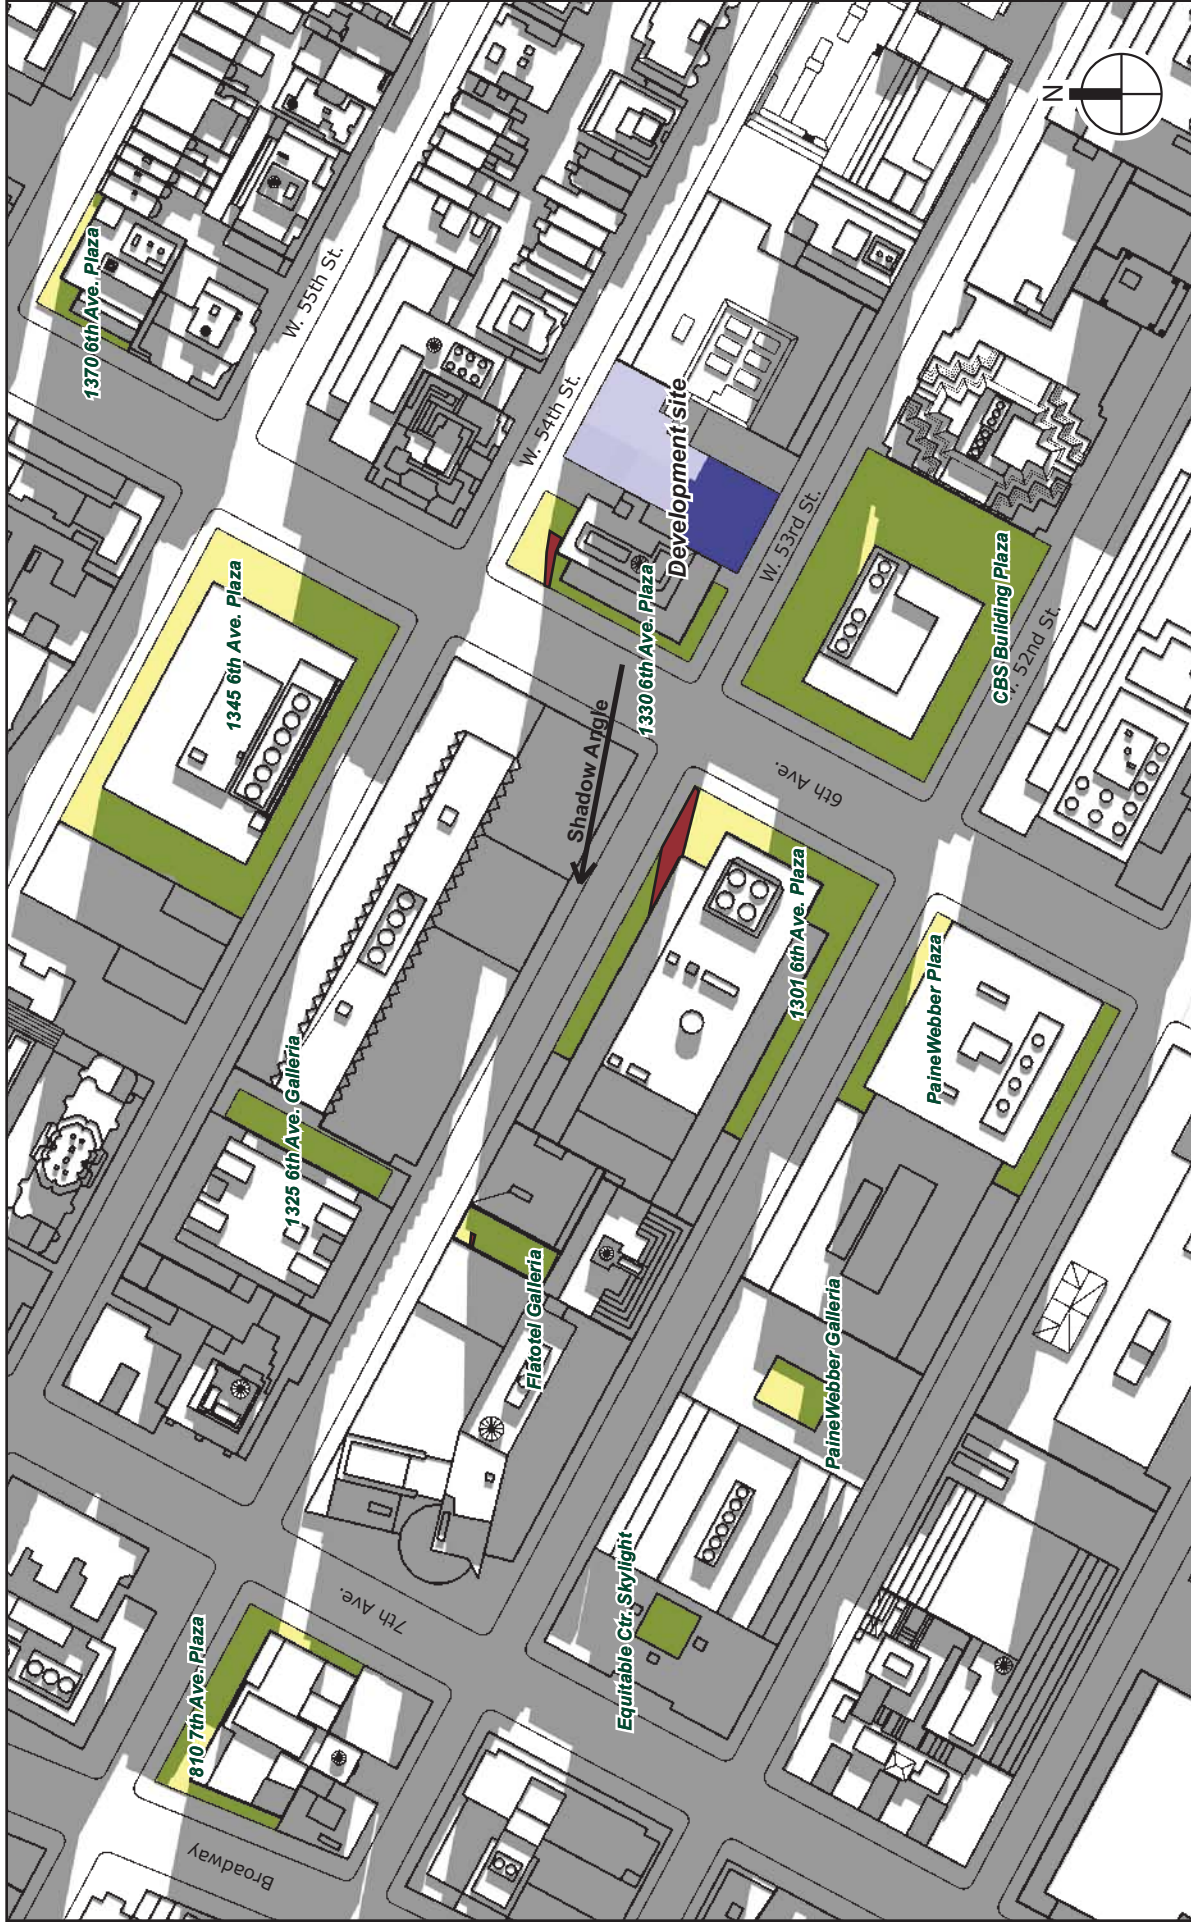 N
1370 6th Ave. Plaza
W. 55th St.
W. 54th St.
Development site
W. 53rd St.
1345 6th Ave. Plaza
1330 6th Ave. Plaza
CBS Building Plaza
W. 52nd St.
Shadow Angle
6th Ave.
1301 6th Ave. Plaza
PaineWebber Plaza
1325 6th Ave. Galleria
Flatotel Galleria
PaineWebber Galleria
Equitable Ctr. Skylight
7th Ave.
810 7th Ave. Plaza
Broadway